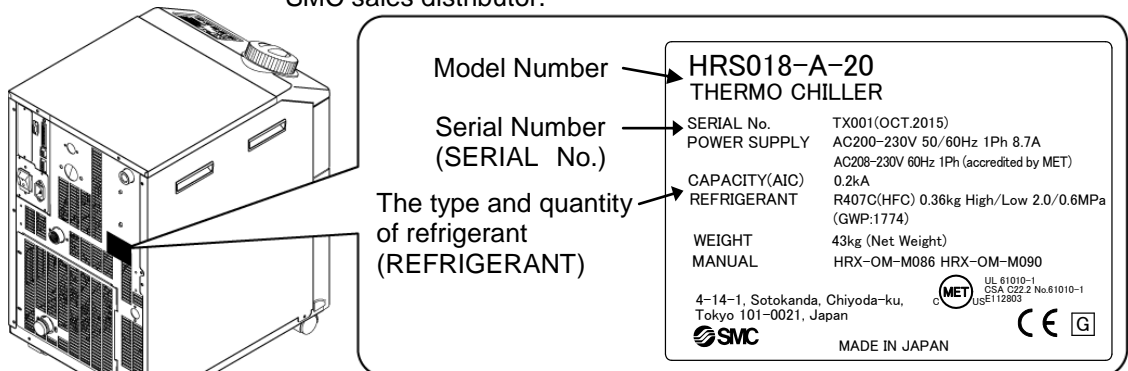 SMC sales distributor.
Model Number
Serial Number
(SERIAL No.)
The type and quantity
of refrigerant
(REFRIGERANT)
HRS018-A-20
THERMO CHILLER
SERIAL No. TX001(OCT.2015)
POWER SUPPLY AC200-230V 50/60Hz 1Ph 8.7A
AC208-230V 60Hz 1Ph (accredited by MET)
CAPACITY(AIC) 0.2kA
REFRIGERANT R407C(HFC) 0.36kg High/Low 2.0/0.6MPa
(GWP:1774)
WEIGHT 43kg (Net Weight)
MANUAL HRX-OM-M086 HRX-OM-M090
4-14-1, Sotokanda, Chiyoda-ku,
Tokyo 101-0021, Japan
C MET US
UL 61010-1
CSA C22.2 No.61010-1
E112803
CE G
SMC
MADE IN JAPAN